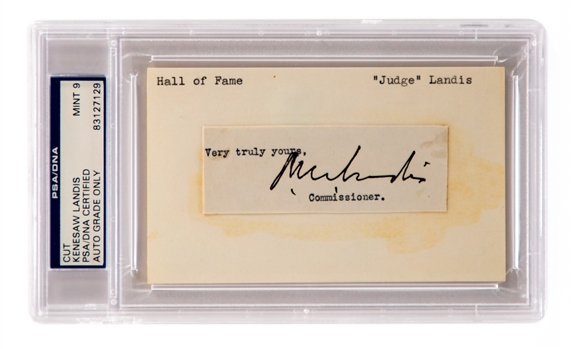 PSA/DNA
CUT
KENESAW LANDIS
PSA/DNA CERTIFIED
AUTO GRADE ONLY
MINT 9
83127129
Hall of Fame "Judge" Landis
Very truly yours,
Commissioner.